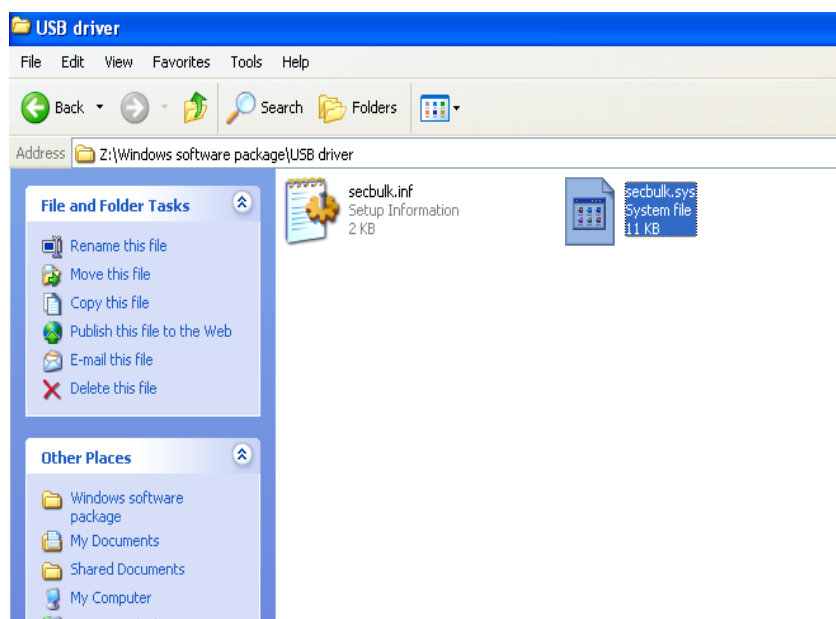 USB driver
File Edit View Favorites Tools Help
Back Search Folders
Address Z:\Windows software package\USB driver
File and Folder Tasks
Rename this file
Move this file
Copy this file
Publish this file to the Web
E-mail this file
Delete this file
Other Places
Windows software
package
My Documents
Shared Documents
My Computer
secbulk.inf
Setup Information
2 KB
secbulk.sys
System file
11 KB